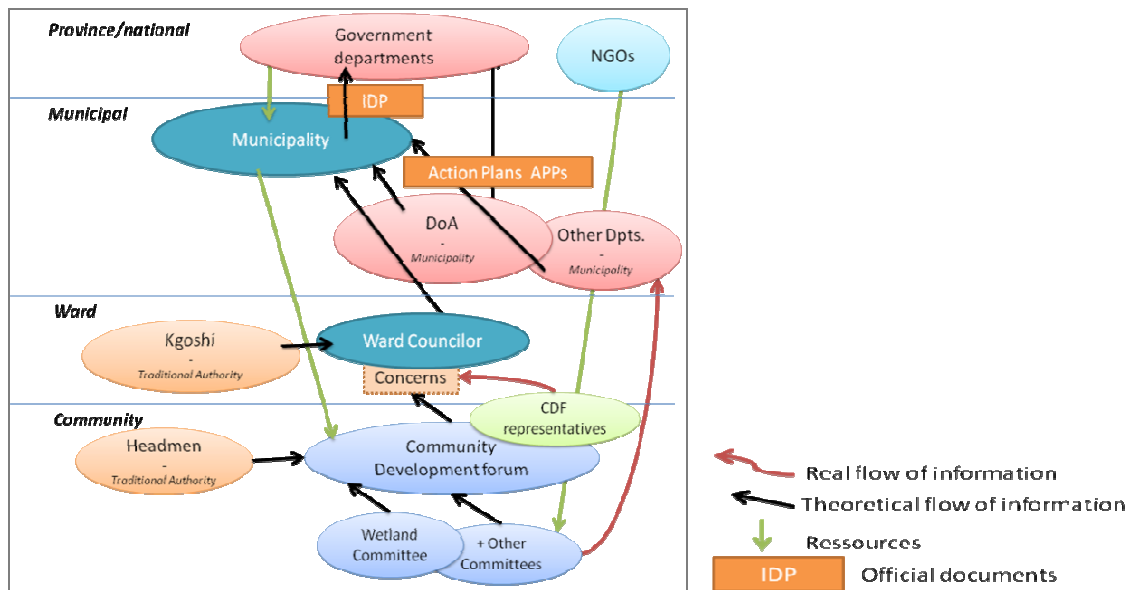 Province/national
Government
departments
NGOs
IDP
Municipal
Municipality
Action Plans APPs
DoA
-
Municipality
Other Dpts.
-
Municipality
Ward
Kgoshi
-
Traditional Authority
Ward Councilor
Concerns
CDF
representatives
Community
Headmen
-
Traditional Authority
Community
Development forum
Wetland
Committee
+ Other
Committees
Real flow of information
Theoretical flow of information
Ressources
IDP
Official documents